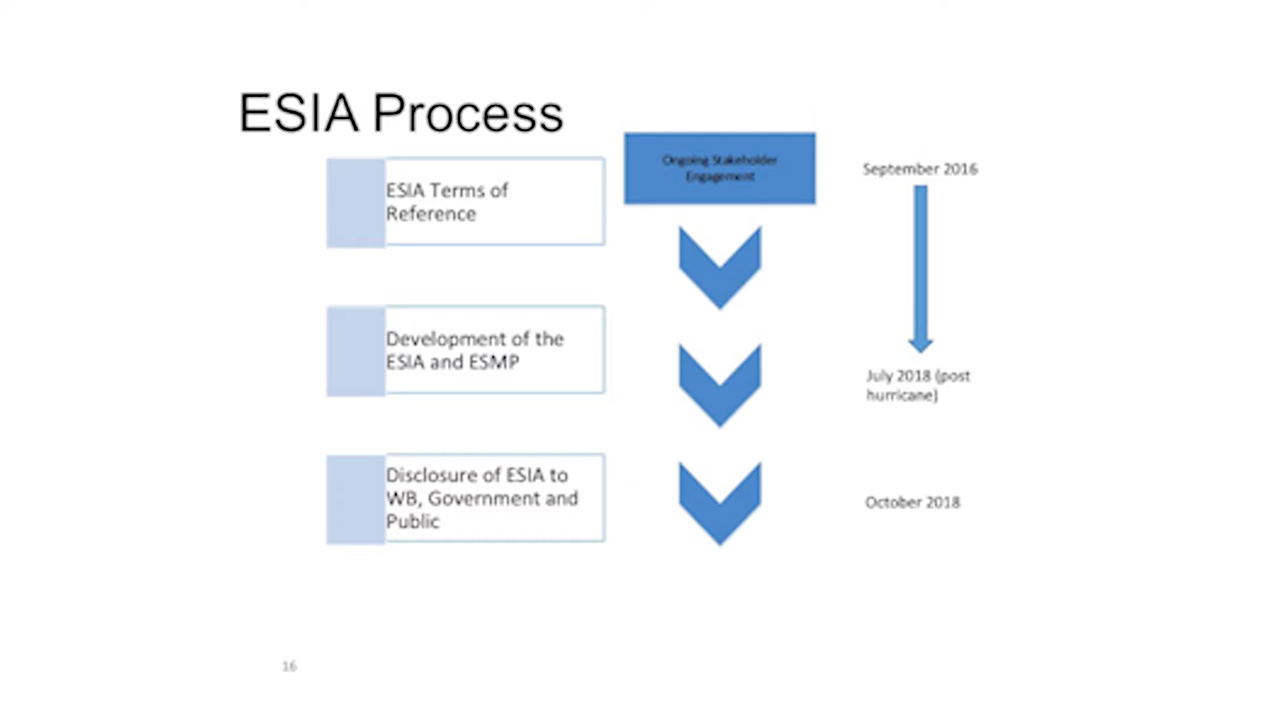 ESIA Process
ESIA Terms of
Reference
Ongoing Stakeholder
Engagement
September 2016
Development of the
ESIA and ESMP
July 2018 (post
hurricane)
Disclosure of ESIA to
WB, Government and
Public
October 2018
16